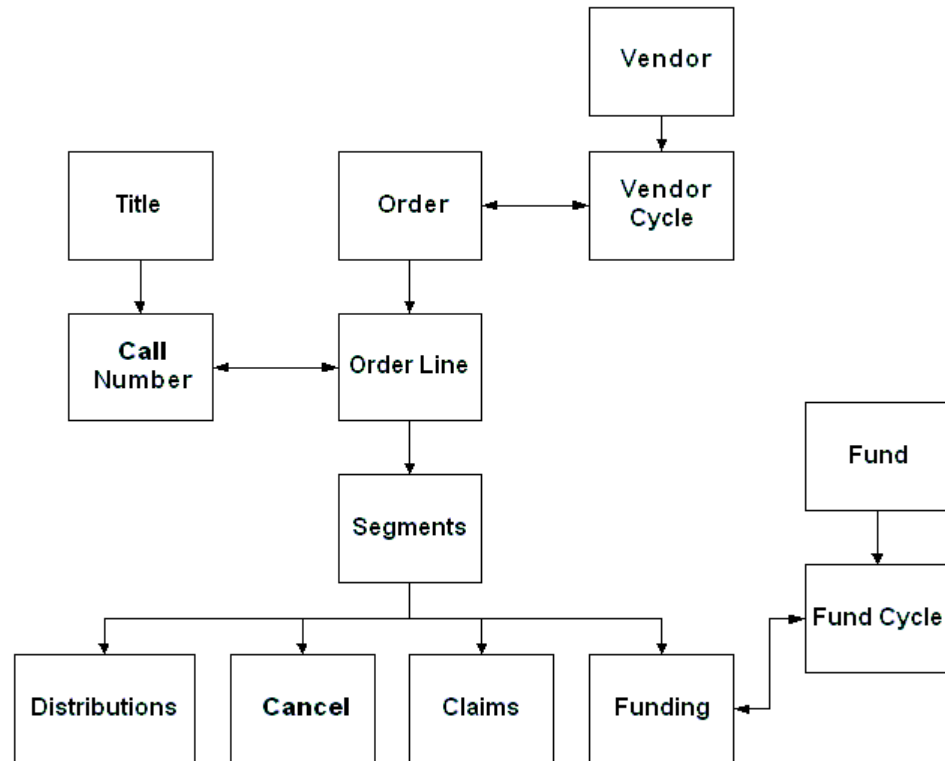 Vendor
Title
Order
Vendor
Cycle
Call
Number
Order Line
Fund
Segments
Fund Cycle
Distributions
Cancel
Claims
Funding